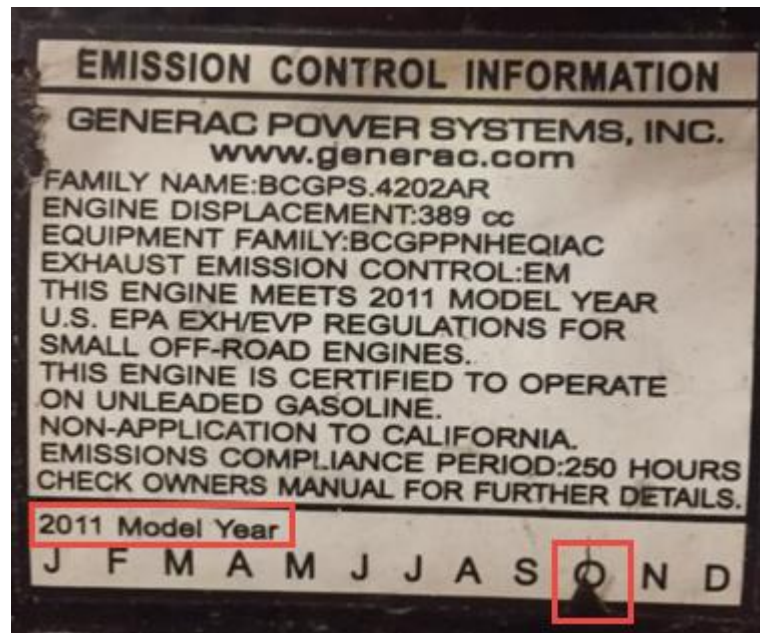 EMISSION CONTROL INFORMATION
GENERAC POWER SYSTEMS, INC.
www.generac.com
FAMILY NAME:BCGPS.4202AR
ENGINE DISPLACEMENT:389 cc
EQUIPMENT FAMILY:BCGPPNHEQIAC
EXHAUST EMISSION CONTROL:EM
THIS ENGINE MEETS 2011 MODEL YEAR
U.S. EPA EXH/EVP REGULATIONS FOR
SMALL OFF-ROAD ENGINES.
THIS ENGINE IS CERTIFIED TO OPERATE
ON UNLEADED GASOLINE.
NON-APPLICATION TO CALIFORNIA.
EMISSIONS COMPLIANCE PERIOD:250 HOURS
CHECK OWNERS MANUAL FOR FURTHER DETAILS.
2011 Model Year
J F M A M J J A S O N D